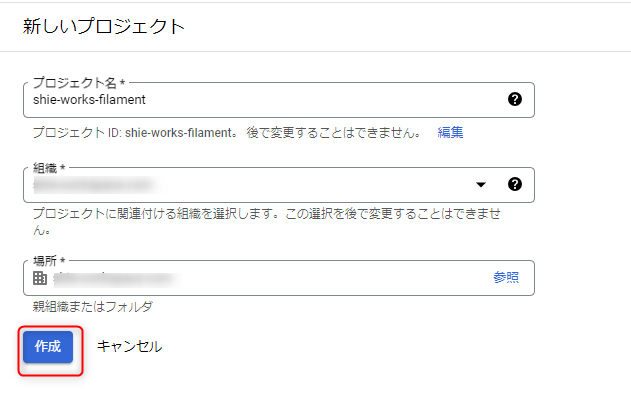 新しいプロジェクト
プロジェクト名 *
shie-works-filament
プロジェクト ID: shie-works-filament。 後で変更することはできません。 編集
組織 *
プロジェクトに関連付ける組織を選択します。この選択を後で変更することはできませ
ん。
場所 *
参照
親組織またはフォルダ
作成 キャンセル